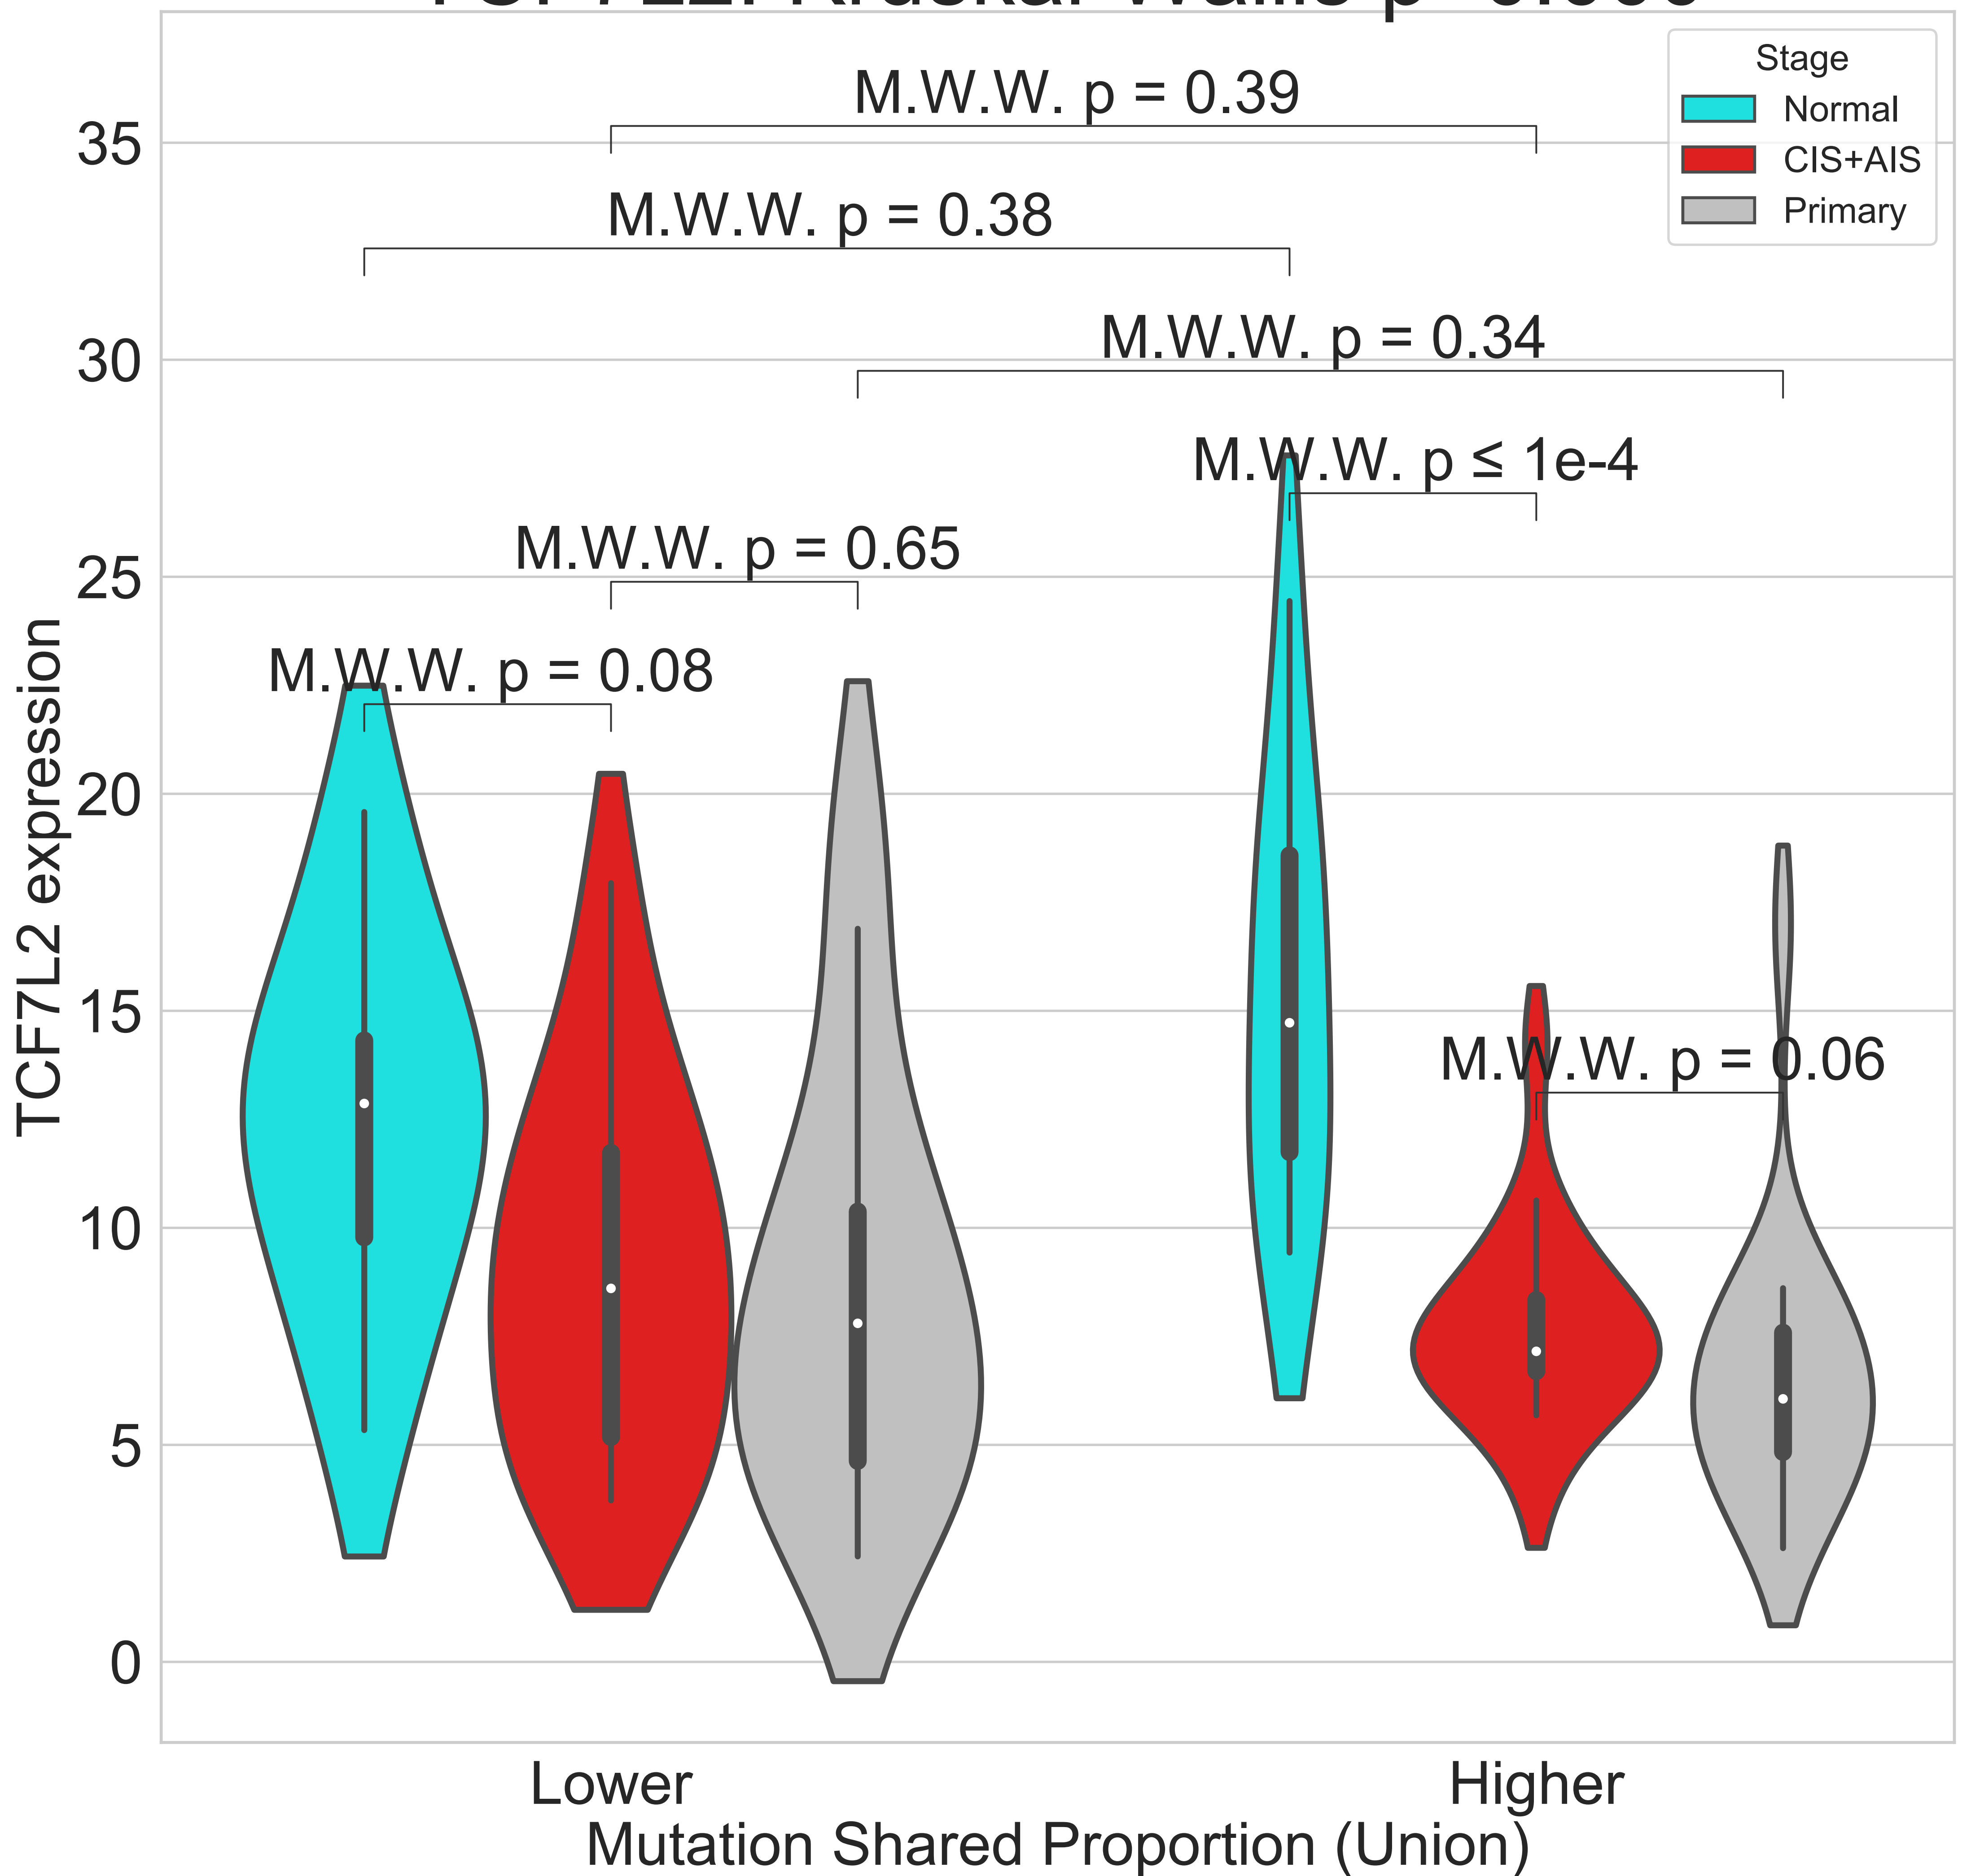 Stage
Normal
CIS+AIS
Primary
M.W.W. p = 0.39
M.W.W. p = 0.38
M.W.W. p = 0.34
M.W.W. p ≤ 1e-4
M.W.W. p = 0.65
M.W.W. p = 0.08
M.W.W. p = 0.06
35
30
25
20
15
10
5
0
TCF7L2 expression
Lower
Higher
Mutation Shared Proportion (Union)